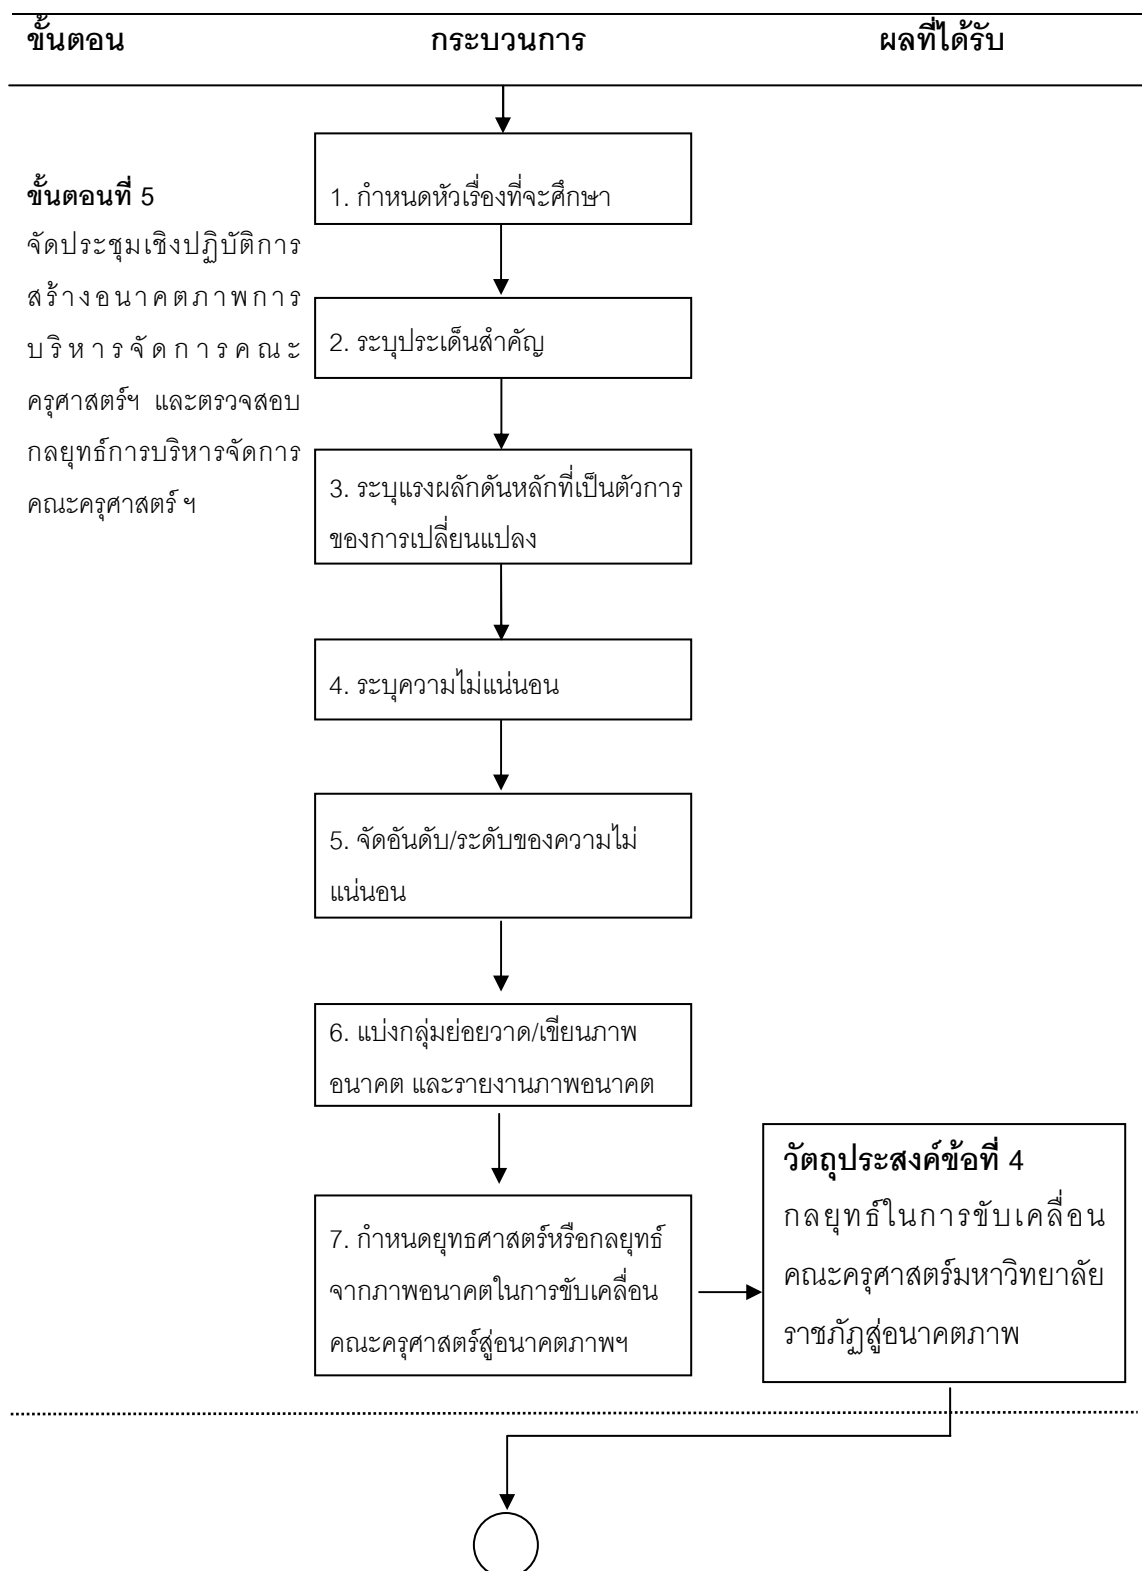 ขั้นตอน กระบวนการ ผลที่ได้รับ
ขั้นตอนที่ 5
จัดประชุมเชิงปฏิบัติการ
สร้างอนาคตภาพการ
บริหารจัดการคณะ
ครุศาสตร์ฯ และตรวจสอบ
กลยุทธ์การบริหารจัดการ
คณะครุศาสตร์ ฯ
1. กำหนดหัวเรื่องที่จะศึกษา
2. ระบุประเด็นสำคัญ
3. ระบุแรงผลักดันหลักที่เป็นตัวการ
ของการเปลี่ยนแปลง
4. ระบุความไม่แน่นอน
5. จัดอันดับ/ระดับของความไม่
แน่นอน
6. แบ่งกลุ่มย่อยวาด/เขียนภาพ
อนาคต และรายงานภาพอนาคต
7. กำหนดยุทธศาสตร์หรือกลยุทธ์
จากภาพอนาคตในการขับเคลื่อน
คณะครุศาสตร์สู่อนาคตภาพฯ
วัตถุประสงค์ข้อที่ 4
กลยุทธ์ในการขับเคลื่อน
คณะครุศาสตร์มหาวิทยาลัย
ราชภัฏสู่อนาคตภาพ